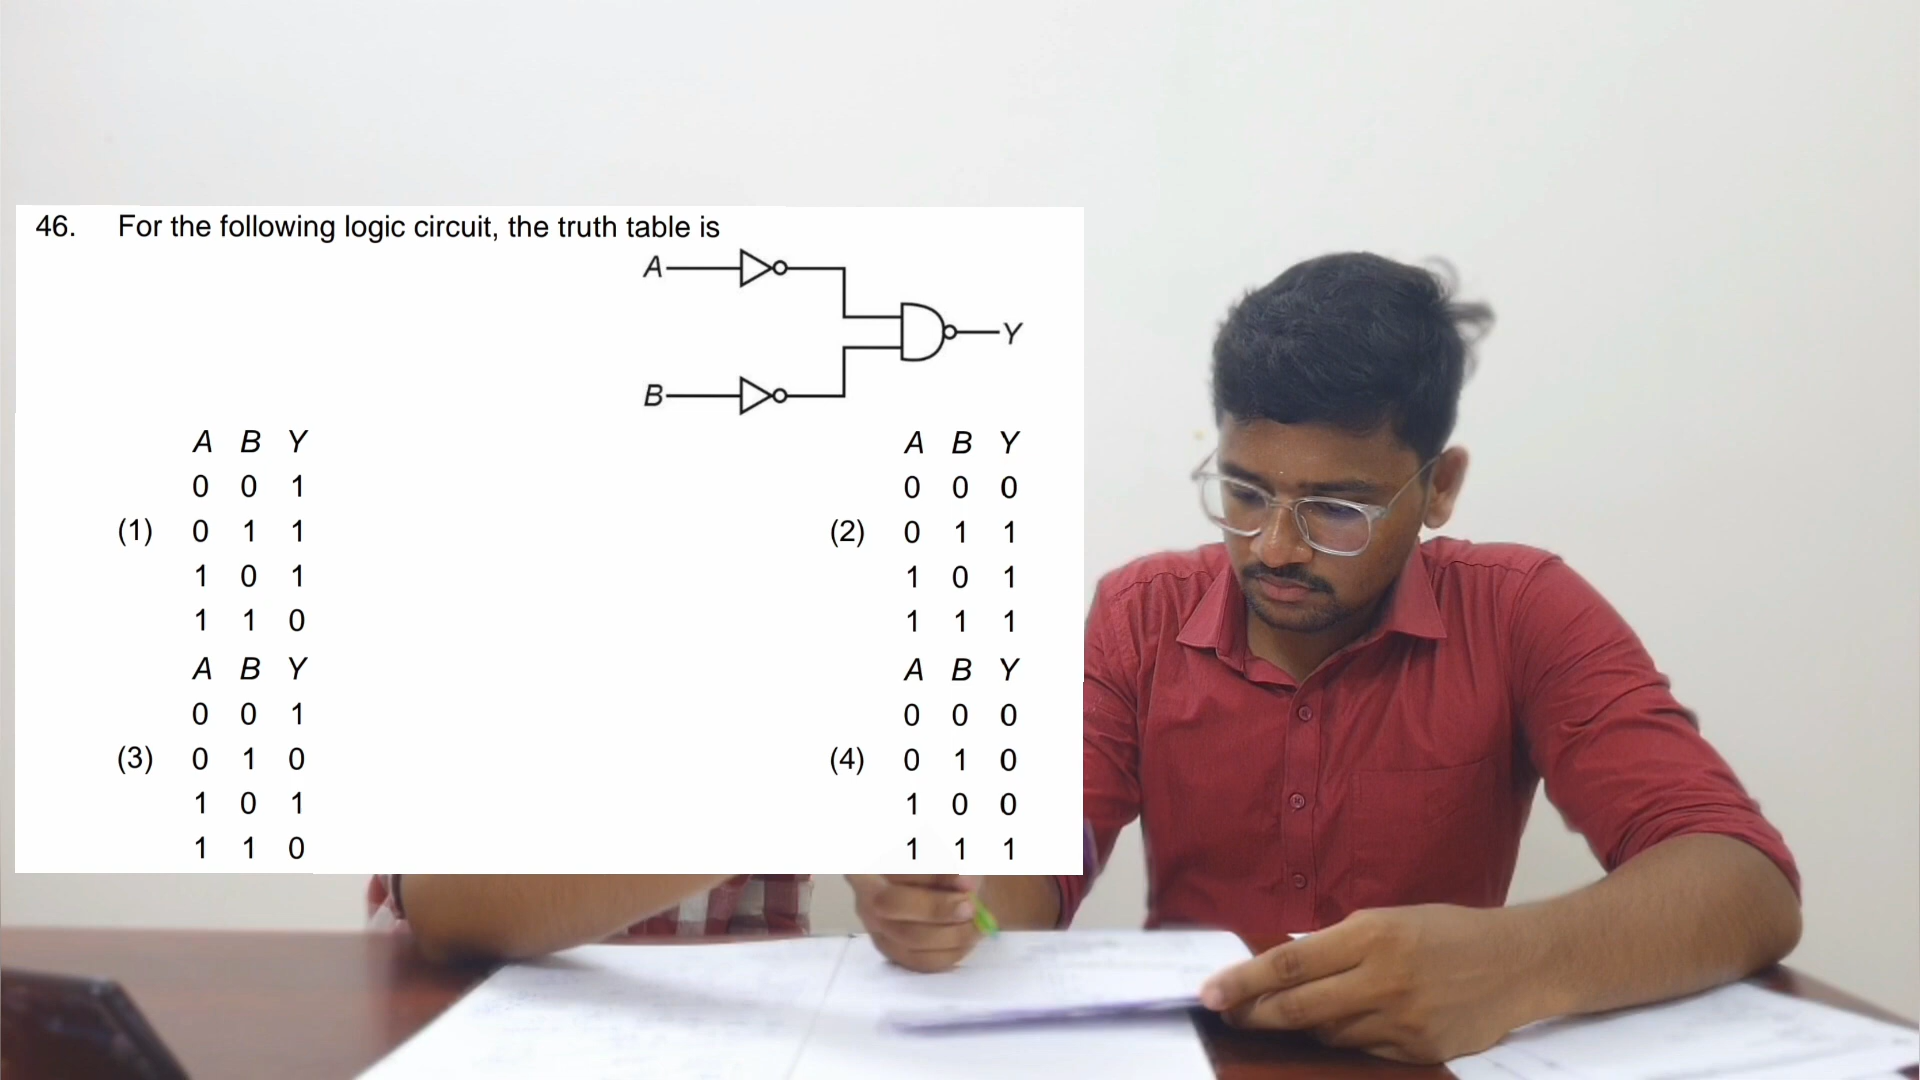 46. For the following logic circuit, the truth table is
A
Y
B
A B Y
0 0 1
(1) 0 1 1
1 0 1
1 1 0
A B Y
0 0 0
(2) 0 1 1
1 0 1
1 1 1
A B Y
0 0 1
(3) 0 1 0
1 0 1
1 1 0
A B Y
0 0 0
(4) 0 1 0
1 0 0
1 1 1